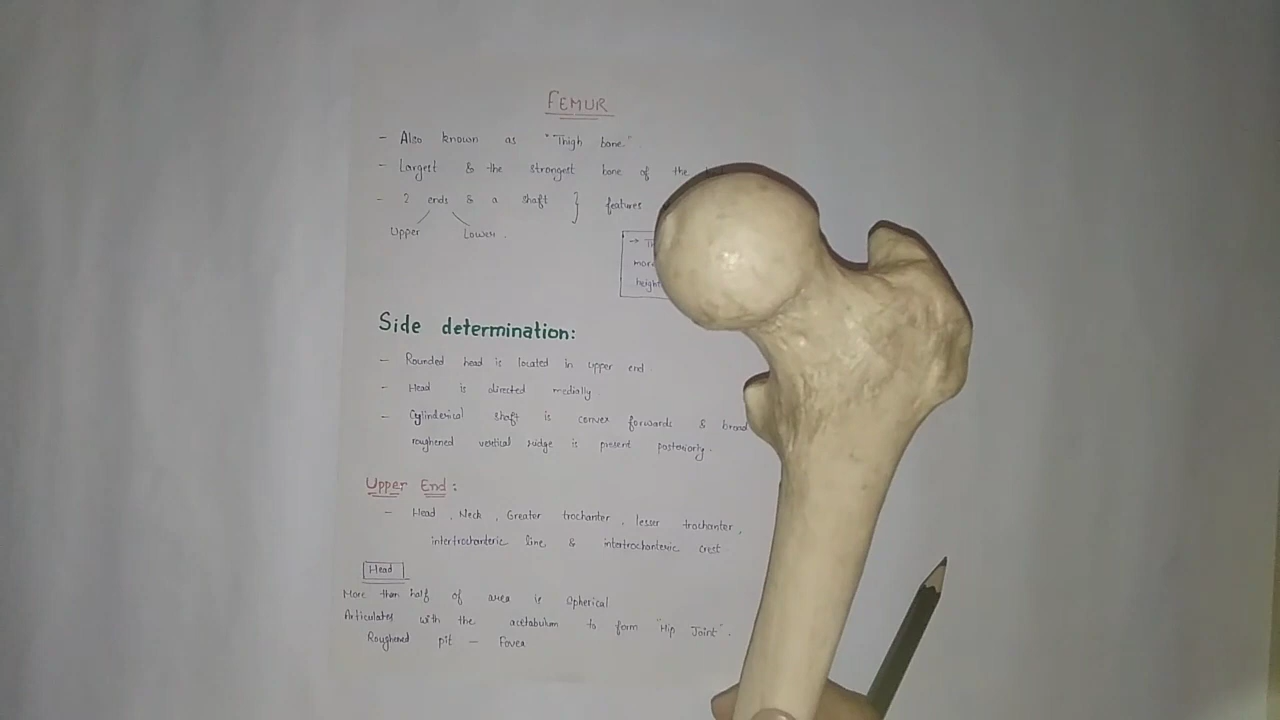 FEMUR
- Also known as "Thigh bone"
- Largest & the strongest bone of the
- 2 ends & a shaft } features
Upper Lower.
→
more
height
Side determination:
- Rounded head is located in upper end
- Head is directed medially
- Cylinderical shaft is convex forwards & broad
roughened vertical ridge is present posteriorly.
Upper End:
- Head, Neck, Greater trochanter, lesser trochanter,
intertrochanteric line, & intertrochanteric crest
Head
More than half of area is Spherical
Articulates with the acetabulum to form "Hip Joint".
Roughened pit - Fovea